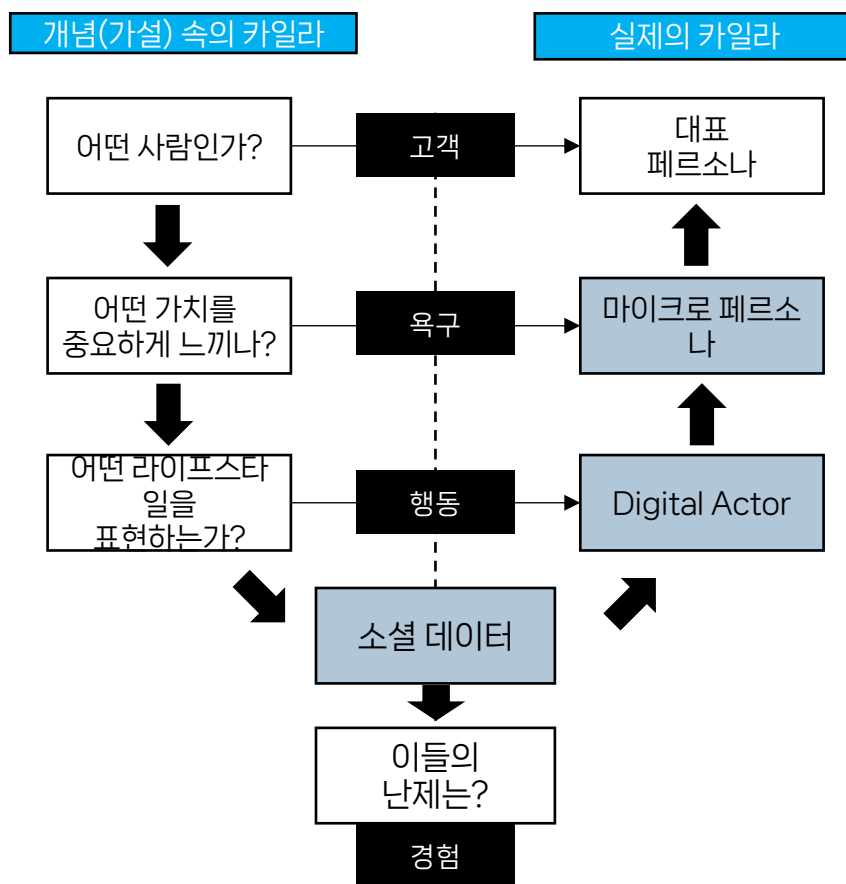 개념(가설) 속의 카일라
실제의 카일라
어떤 사람인가?
고객
대표
페르소나
어떤 가치를
중요하게 느끼나?
욕구
마이크로 페르소
나
어떤 라이프스타
일을
표현하는가?
행동
Digital Actor
소셜 데이터
이들의
난제는?
경험